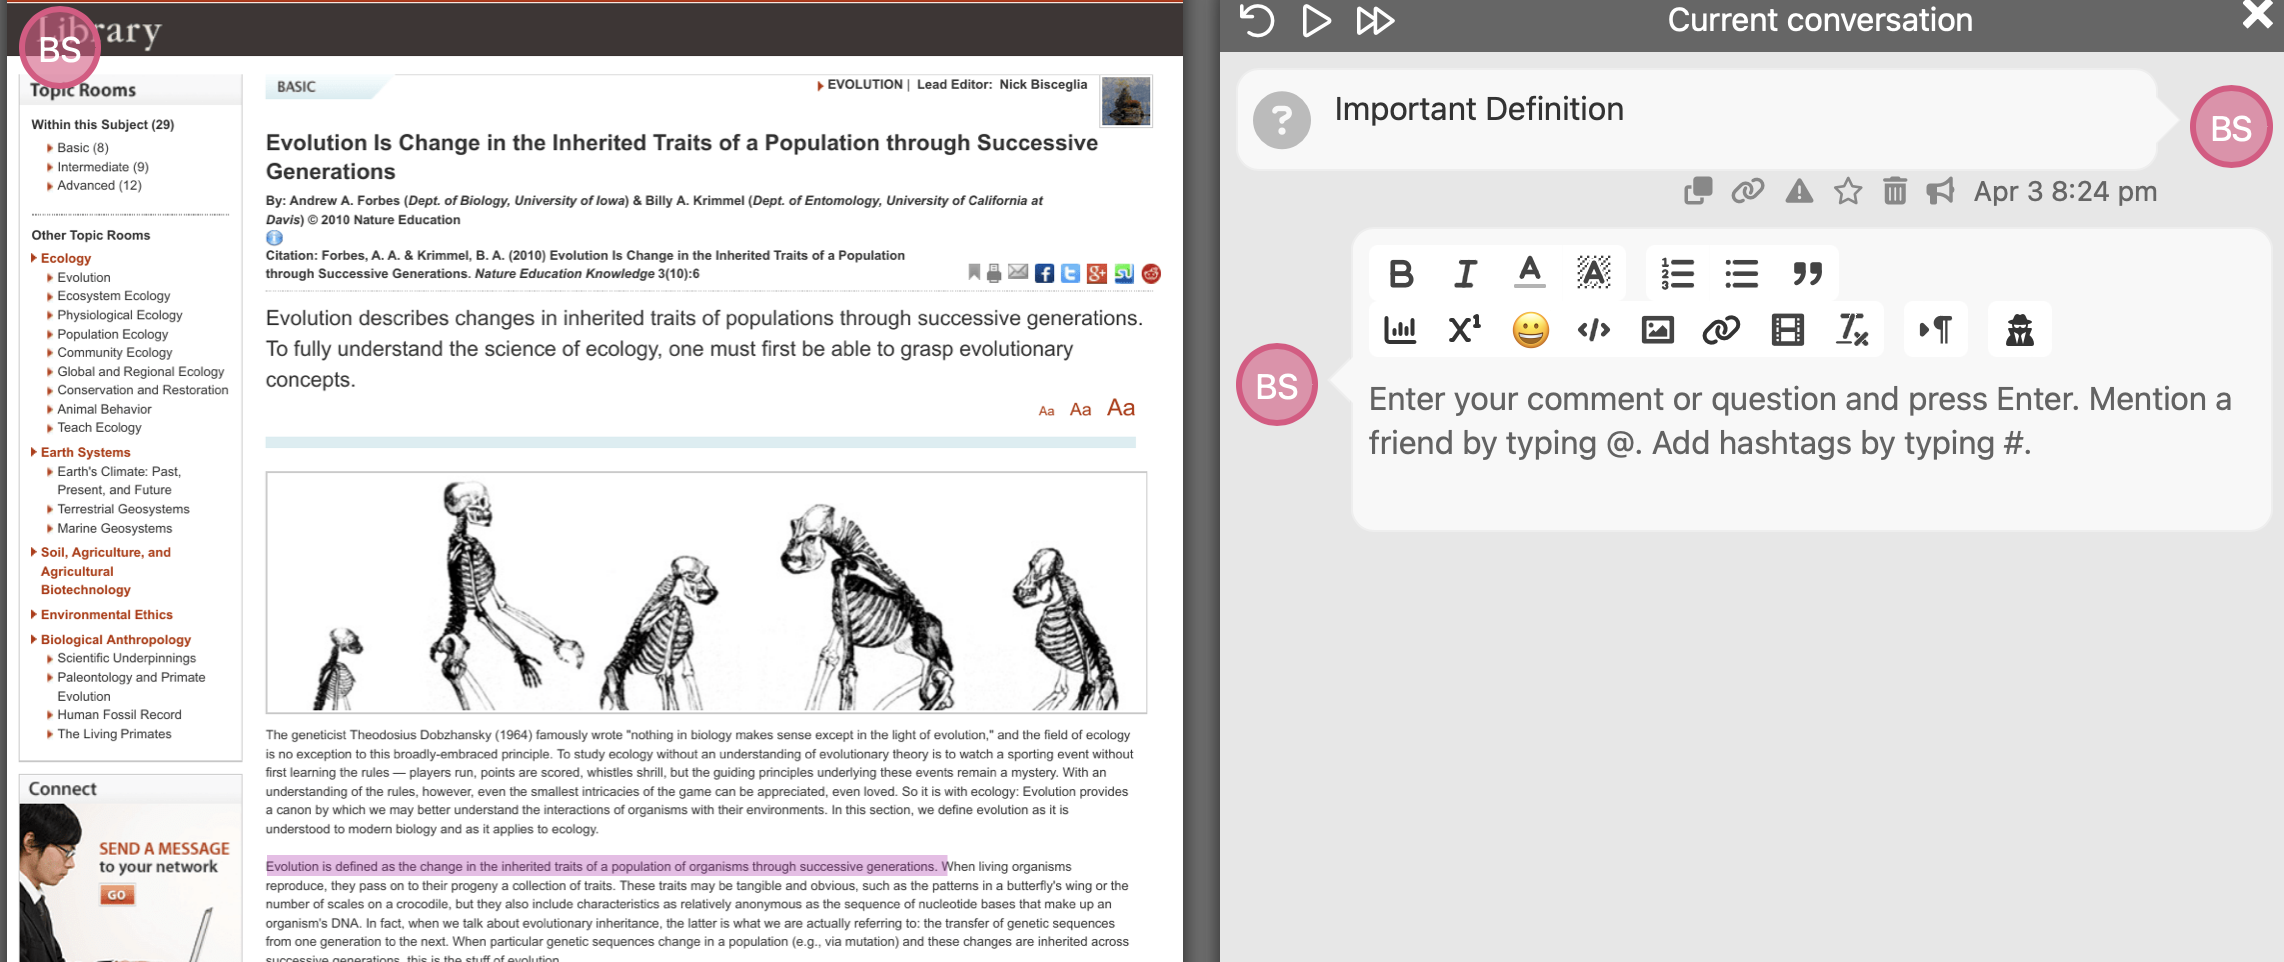 Library
BS
Topic Rooms
Within this Subject (29)
Basic (8)
Intermediate (9)
Advanced (12)
Other Topic Rooms
Ecology
Evolution
Ecosystem Ecology
Physiological Ecology
Population Ecology
Community Ecology
Global and Regional Ecology
Conservation and Restoration
Animal Behavior
Teach Ecology
Earth Systems
Earth's Climate: Past,
Present, and Future
Terrestrial Geosystems
Marine Geosystems
Soil, Agriculture, and
Agricultural
Biotechnology
Environmental Ethics
Biological Anthropology
Scientific Underpinnings
Paleontology and Primate
Evolution
Human Fossil Record
The Living Primates
Connect
SEND A MESSAGE
to your network
GO
BASIC
EVOLUTION | Lead Editor: Nick Bisceglia
Evolution Is Change in the Inherited Traits of a Population through Successive
Generations
By: Andrew A. Forbes (Dept. of Biology, University of Iowa) & Billy A. Krimmel (Dept. of Entomology, University of California at
Davis) © 2010 Nature Education
Citation: Forbes, A. A. & Krimmel, B. A. (2010) Evolution Is Change in the Inherited Traits of a Population
through Successive Generations. Nature Education Knowledge 3(10):6
Evolution describes changes in inherited traits of populations through successive generations.
To fully understand the science of ecology, one must first be able to grasp evolutionary
concepts.
Aa Aa Aa
The geneticist Theodosius Dobzhansky (1964) famously wrote "nothing in biology makes sense except in the light of evolution," and the field of ecology
is no exception to this broadly-embraced principle. To study ecology without an understanding of evolutionary theory is to watch a sporting event without
first learning the rules — players run, points are scored, whistles shrill, but the guiding principles underlying these events remain a mystery. With an
understanding of the rules, however, even the smallest intricacies of the game can be appreciated, even loved. So it is with ecology: Evolution provides
a canon by which we may better understand the interactions of organisms with their environments. In this section, we define evolution as it is
understood to modern biology and as it applies to ecology.
Evolution is defined as the change in the inherited traits of a population of organisms through successive generations. When living organisms
reproduce, they pass on to their progeny a collection of traits. These traits may be tangible and obvious, such as the patterns in a butterfly's wing or the
number of scales on a crocodile, but they also include characteristics as relatively anonymous as the sequence of nucleotide bases that make up an
organism's DNA. In fact, when we talk about evolutionary inheritance, the latter is what we are actually referring to: the transfer of genetic sequences
from one generation to the next. When particular genetic sequences change in a population (e.g., via mutation) and these changes are inherited across
successive generations, this is the stuff of evolution.
Current conversation
Important Definition
BS
Apr 3 8:24 pm
BS
Enter your comment or question and press Enter. Mention a
friend by typing @. Add hashtags by typing #.